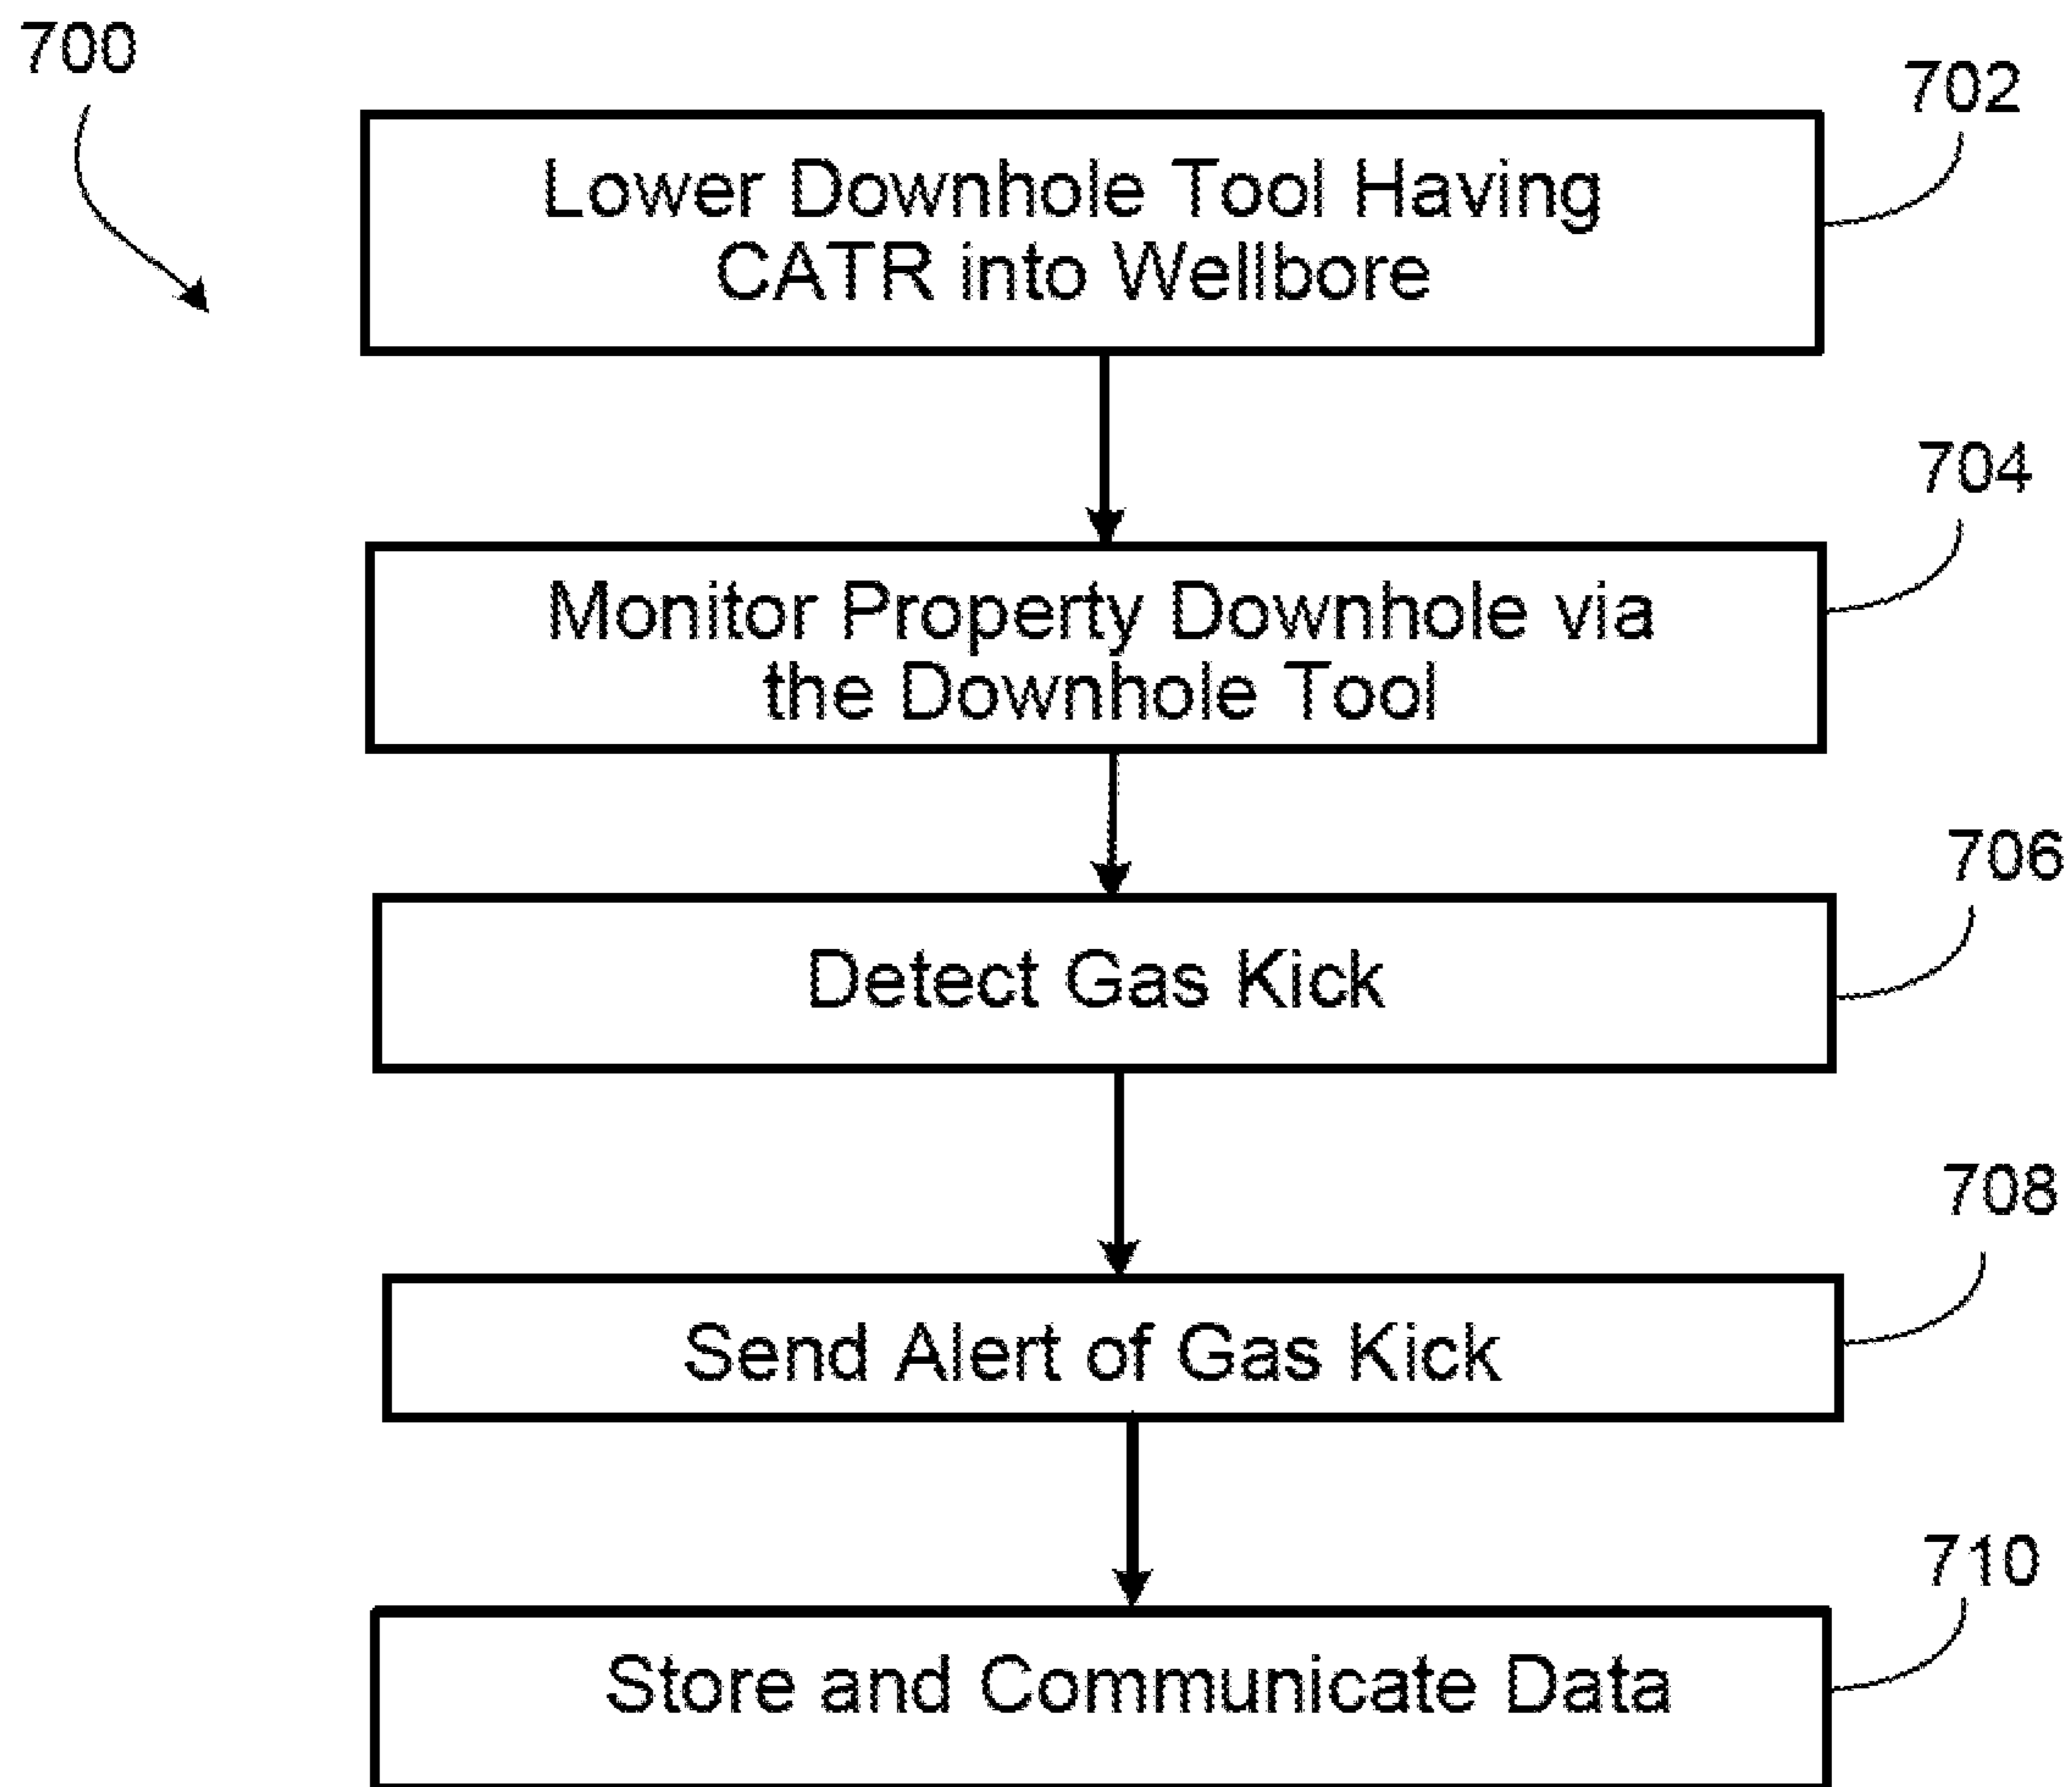 700
702
Lower Downhole Tool Having
CATR into Wellbore
704
Monitor Property Downhole via
the Downhole Tool
706
Detect Gas Kick
708
Send Alert of Gas Kick
710
Store and Communicate Data